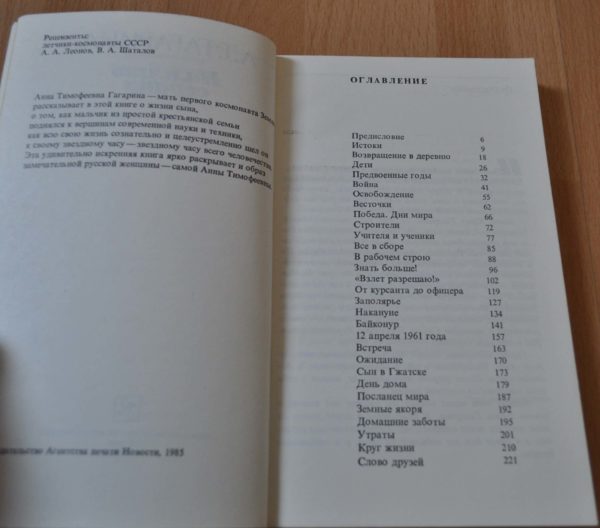 Рецензенты:
летчики-космонавты СССР
А. А. Леонов, В. А. Шаталов
Анна Тимофеевна Гагарина — мать первого космонавта Земли
рассказывает в этой книге о жизни сына,
о том, как мальчик из простой крестьянской семьи
поднялся к вершинам современной науки и техники,
как всю свою жизнь сознательно и целеустремленно шел он
к своему звездному часу — звездному часу всего человечества.
Эта удивительно искренняя книга ярко раскрывает и образ
замечательной русской женщины — самой Анны Тимофеевны.
Агентства печати Новости, 1985
ОГЛАВЛЕНИЕ
Предисловие 6
Истоки 9
Возвращение в деревню 18
Дети 26
Предвоенные годы 32
Война 41
Освобождение 55
Весточки 62
Победа. Дни мира 66
Строители 72
Учителя и ученики 77
Все в сборе 85
В рабочем строю 88
Знать больше! 96
«Взлет разрешаю!» 102
От курсанта до офицера 119
Заполярье 127
Накануне 134
Байконур 141
12 апреля 1961 года 157
Встреча 163
Ожидание 170
Сын в Гжатске 173
День дома 179
Посланец мира 187
Земные якоря 192
Домашние заботы 195
Утраты 201
Круг жизни 210
Слово друзей 221